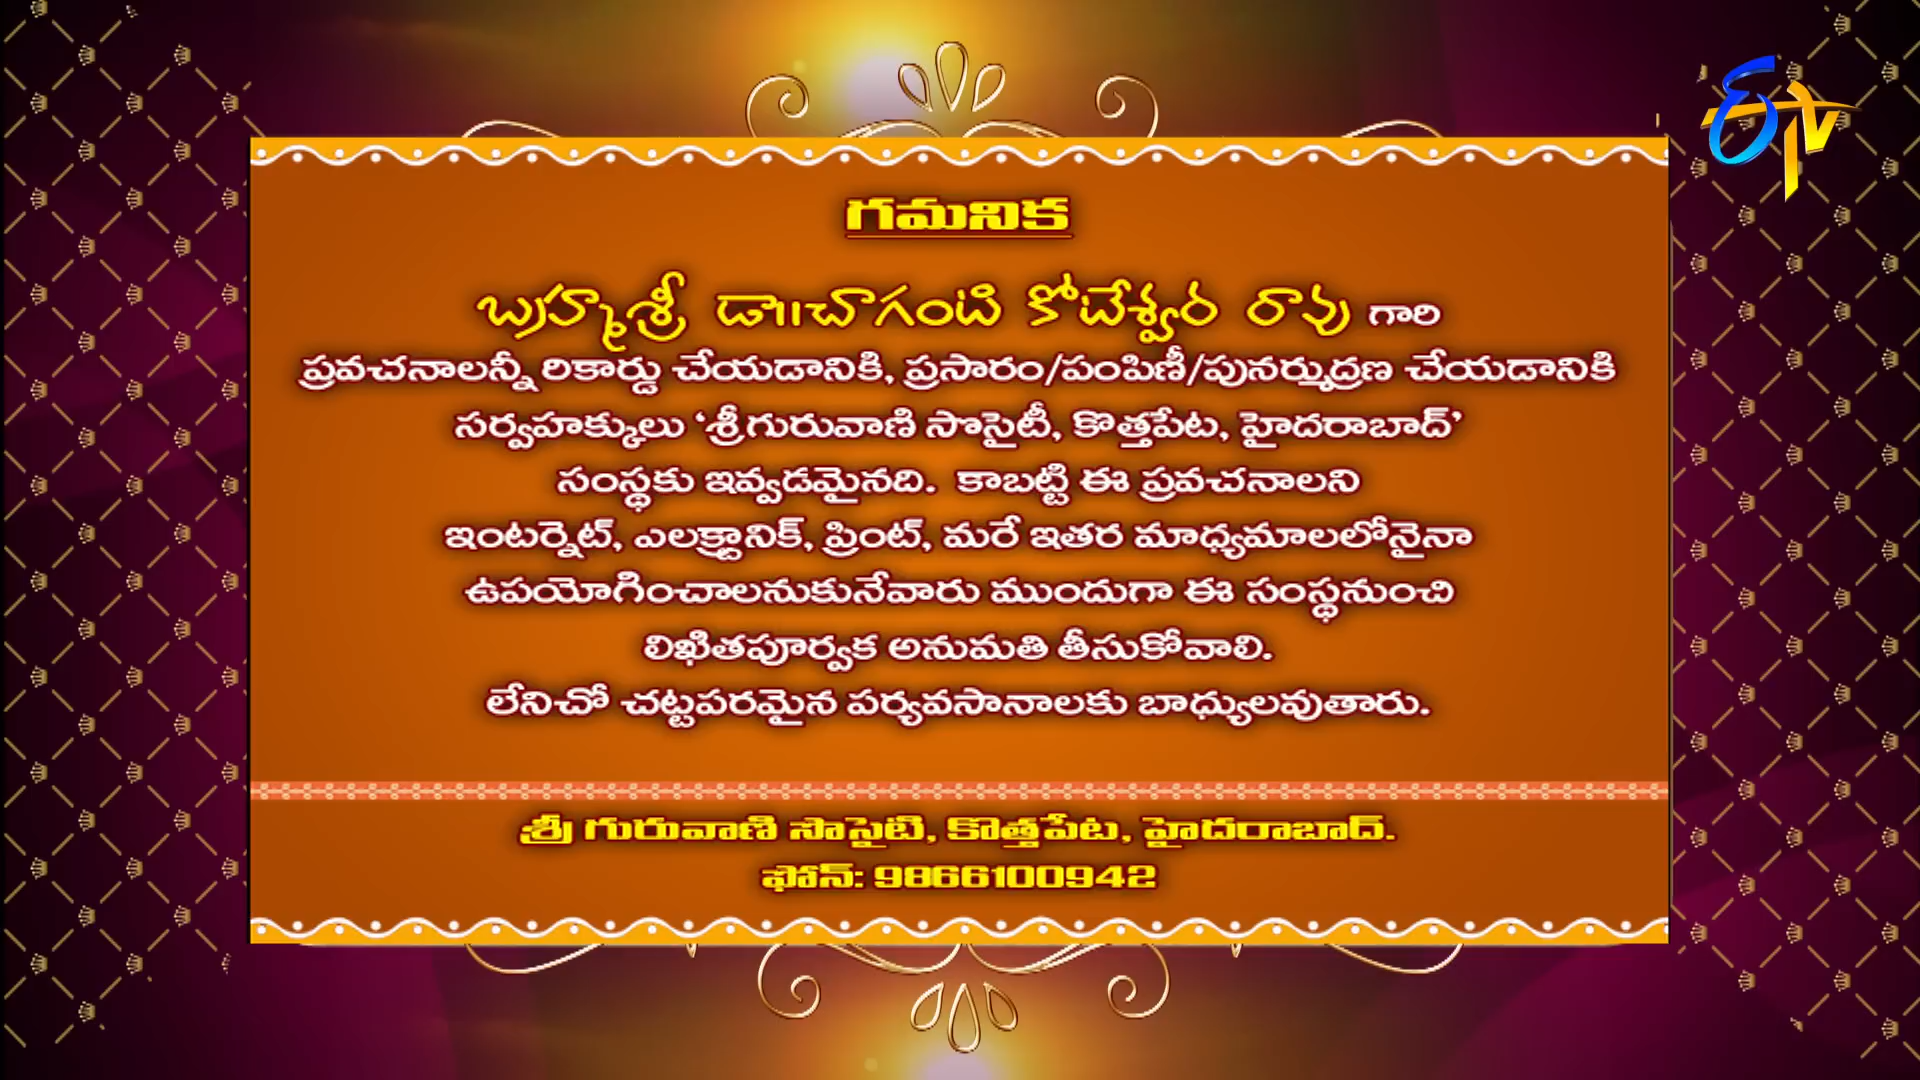 ఈTV
గమనిక
బ్రహ్మశ్రీ డా॥చాగంటి కోటేశ్వర రావు గారి
ప్రవచనాలన్నీ రికార్డు చేయడానికి, ప్రసారం/పంపిణీ/పునర్ముద్రణ చేయడానికి
సర్వహక్కులు ‘శ్రీగురువాణి సొసైటీ, కొత్తపేట, హైదరాబాద్’
సంస్థకు ఇవ్వడమైనది. కాబట్టి ఈ ప్రవచనాలని
ఇంటర్నెట్, ఎలక్ట్రానిక్, ప్రింట్, మరే ఇతర మాధ్యమాలలోనైనా
ఉపయోగించాలనుకునేవారు ముందుగా ఈ సంస్థనుంచి
లిఖితపూర్వక అనుమతి తీసుకోవాలి.
లేనిచో చట్టపరమైన పర్యవసానాలకు బాధ్యులవుతారు.
శ్రీ గురువాణి సొసైటి, కొత్తపేట, హైదరాబాద్.
ఫోన్: 9866100942